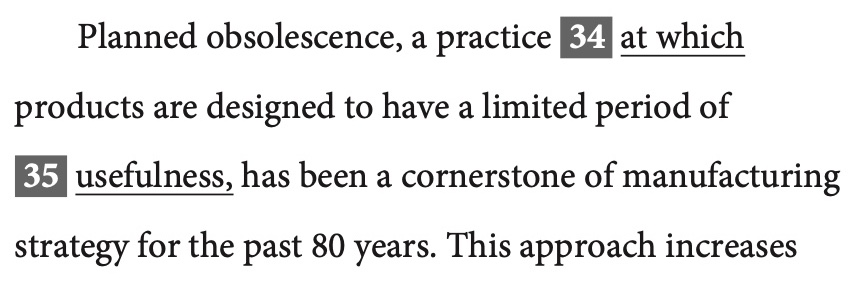 Planned obsolescence, a practice 34 at which
products are designed to have a limited period of
35 usefulness, has been a cornerstone of manufacturing
strategy for the past 80 years. This approach increases